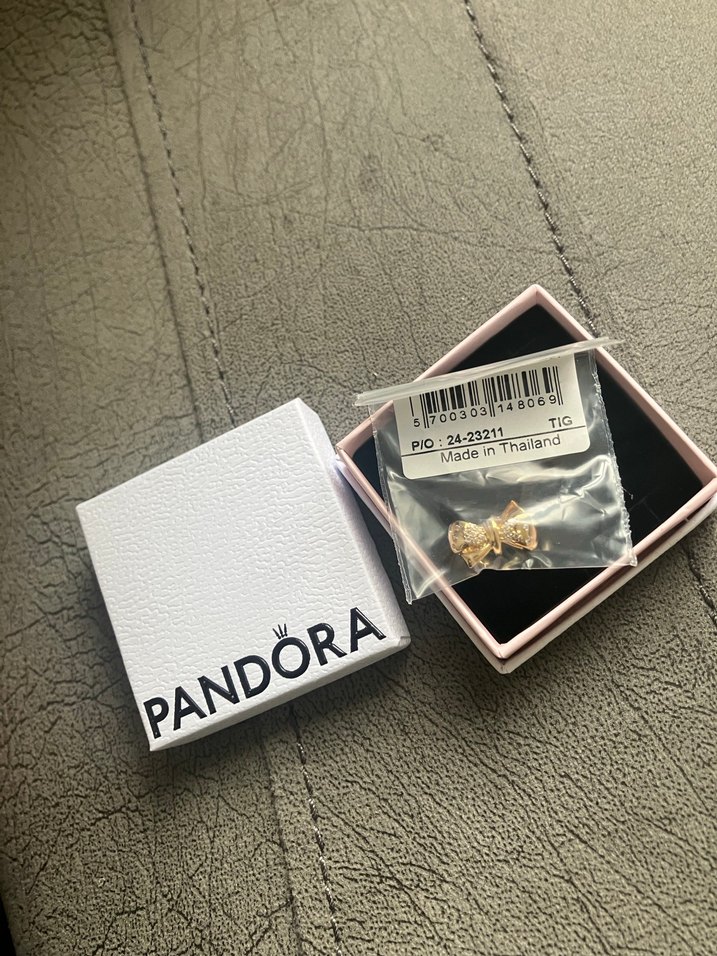 5 700303 148069
P/O : 24-23211 TIG
Made in Thailand
PANDORA